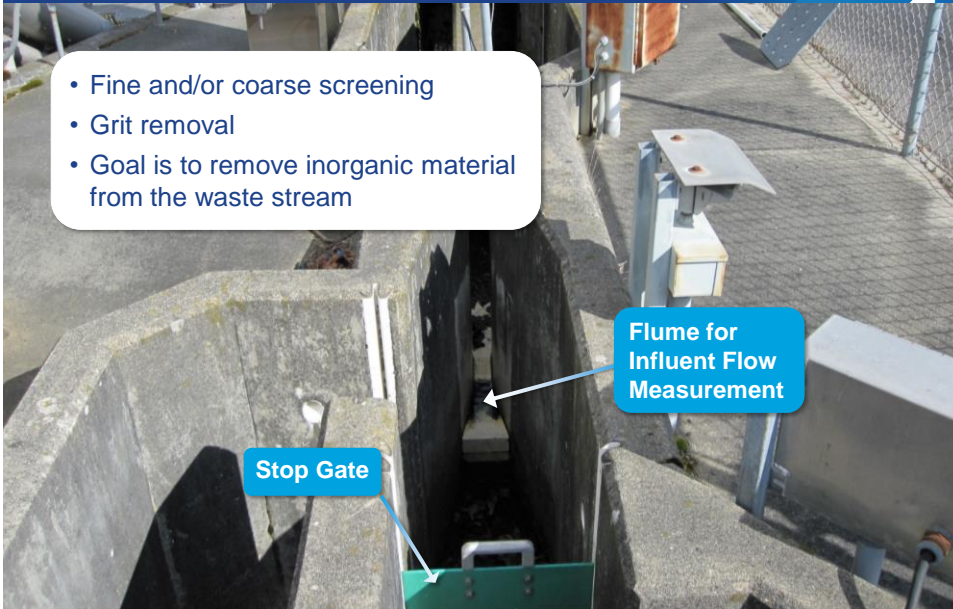 • Fine and/or coarse screening
• Grit removal
• Goal is to remove inorganic material
from the waste stream
Flume for
Influent Flow
Measurement
Stop Gate